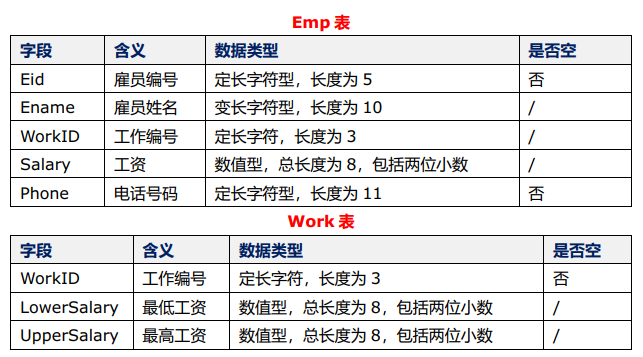 Emp 表
字段 含义 数据类型 是否空
Eid 雇员编号 定长字符型，长度为 5 否
Ename 雇员姓名 变长字符型，长度为 10 /
WorkID 工作编号 定长字符，长度为 3 /
Salary 工资 数值型，总长度为 8，包括两位小数 /
Phone 电话号码 定长字符型，长度为 11 否
Work 表
字段 含义 数据类型 是否空
WorkID 工作编号 定长字符，长度为 3 否
LowerSalary 最低工资 数值型，总长度为 8，包括两位小数 /
UpperSalary 最高工资 数值型，总长度为 8，包括两位小数 /